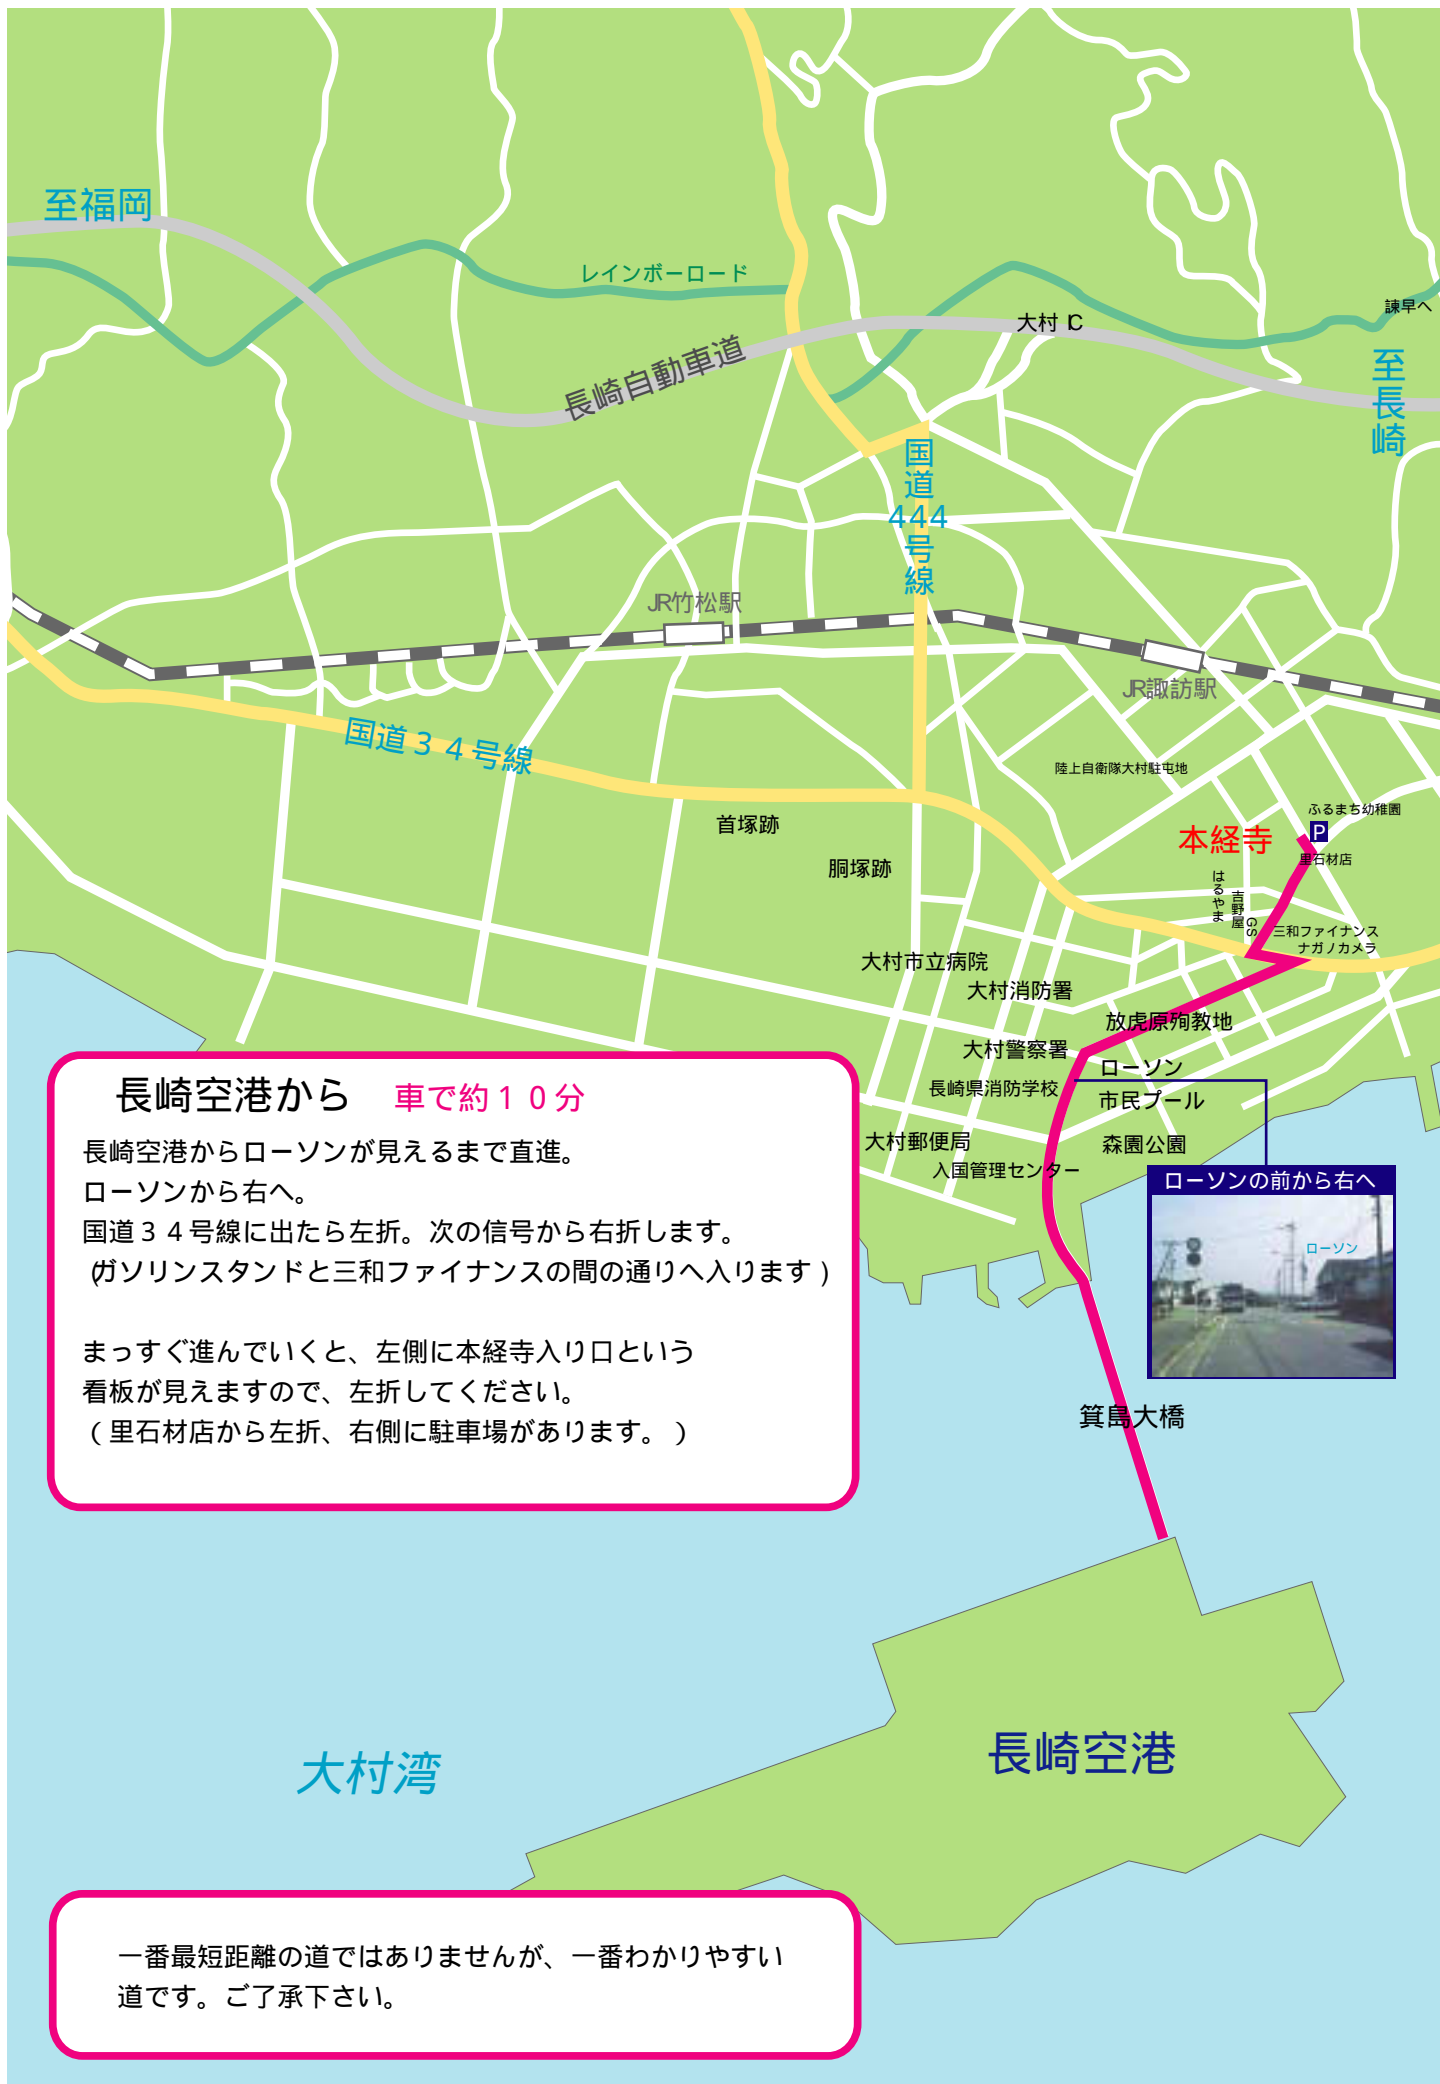 至福岡
レインボーロード
長崎自動車道
大村IC
諫早へ
至長崎
国道444号線
JR竹松駅
JR諏訪駅
国道３４号線
陸上自衛隊大村駐屯地
首塚跡
胴塚跡
ふるまち幼稚園
P
本経寺
里石材店
はるやま
吉野屋
GS
三和ファイナンス
ナガノカメラ
大村市立病院
大村消防署
放虎原殉教地
大村警察署
ローソン
長崎県消防学校
市民プール
大村郵便局
森園公園
入国管理センター
ローソンの前から右へ
ローソン
箕島大橋
長崎空港から　車で約１０分
長崎空港からローソンが見えるまで直進。
ローソンから右へ。
国道３４号線に出たら左折。次の信号から右折します。
(ガソリンスタンドと三和ファイナンスの間の通りへ入ります)
まっすぐ進んでいくと、左側に本経寺入り口という
看板が見えますので、左折してください。
（里石材店から左折、右側に駐車場があります。）
長崎空港
大村湾
一番最短距離の道ではありませんが、一番わかりやすい
道です。ご了承下さい。